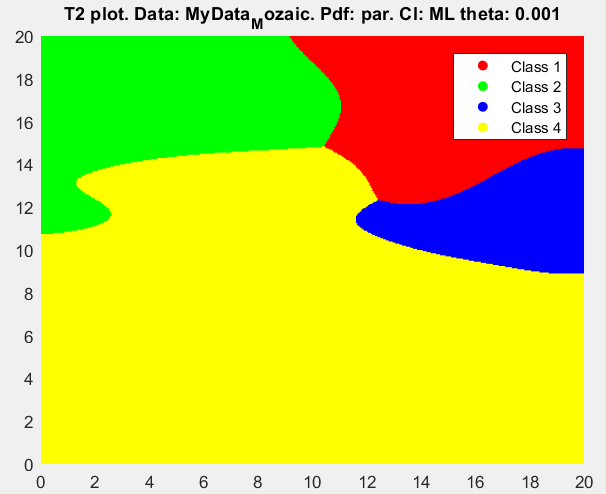 T2 plot. Data: MyData_Mozaic. Pdf: par. Cl: ML theta: 0.001
20
18
16
14
12
10
8
6
4
2
0
Class 1
Class 2
Class 3
Class 4
0 2 4 6 8 10 12 14 16 18 20